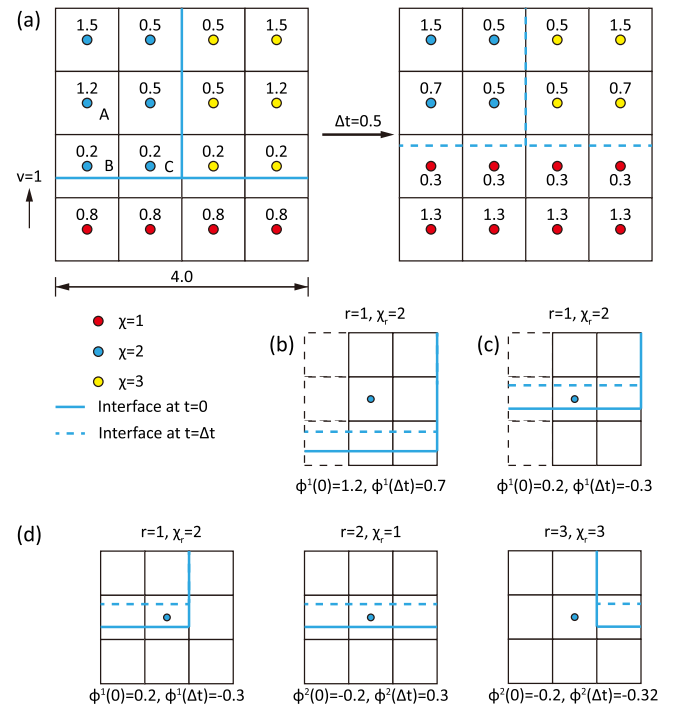 (a)
1.5 0.5 0.5 1.5
1.2 0.5 0.5 1.2
A
0.2 0.2 0.2 0.2
B C
v=1
0.8 0.8 0.8 0.8
4.0
Δt=0.5
1.5 0.5 0.5 1.5
0.7 0.5 0.5 0.7
0.3 0.3 0.3 0.3
1.3 1.3 1.3 1.3
χ=1
χ=2
χ=3
Interface at t=0
Interface at t=Δt
(b)
r=1, χᵣ=2
ϕ¹(0)=1.2, ϕ¹(Δt)=0.7
(c)
r=1, χᵣ=2
ϕ¹(0)=0.2, ϕ¹(Δt)=-0.3
(d)
r=1, χᵣ=2
ϕ¹(0)=0.2, ϕ¹(Δt)=-0.3
r=2, χᵣ=1
ϕ²(0)=-0.2, ϕ²(Δt)=0.3
r=3, χᵣ=3
ϕ²(0)=-0.2, ϕ²(Δt)=-0.32